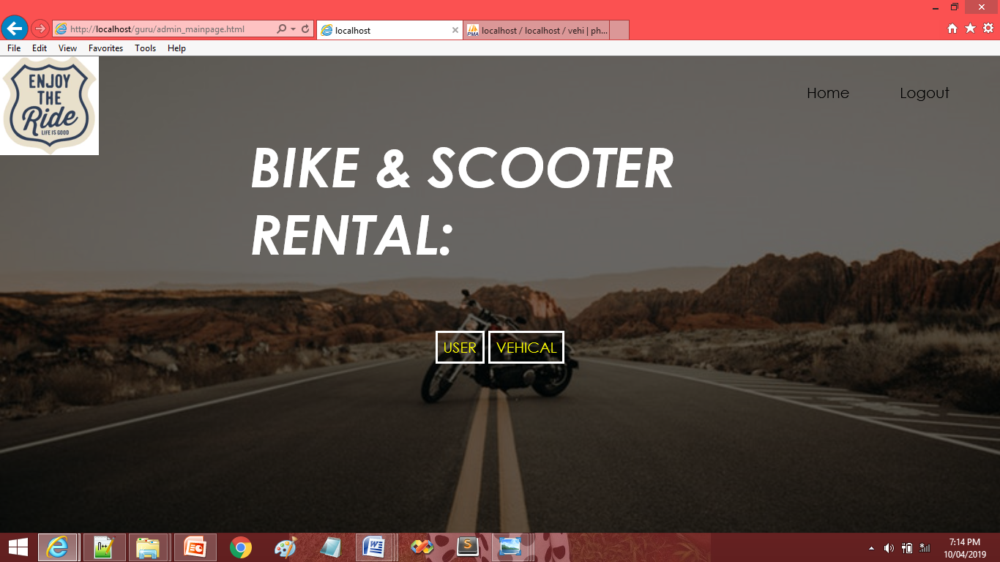 http://localhost/guru/admin_mainpage.html
localhost
localhost / localhost / vehi | ph...
File Edit View Favorites Tools Help
ENJOY
THE
Ride
LIFE IS GOOD
Home Logout
BIKE & SCOOTER
RENTAL:
USER VEHICAL
7:14 PM
10/04/2019